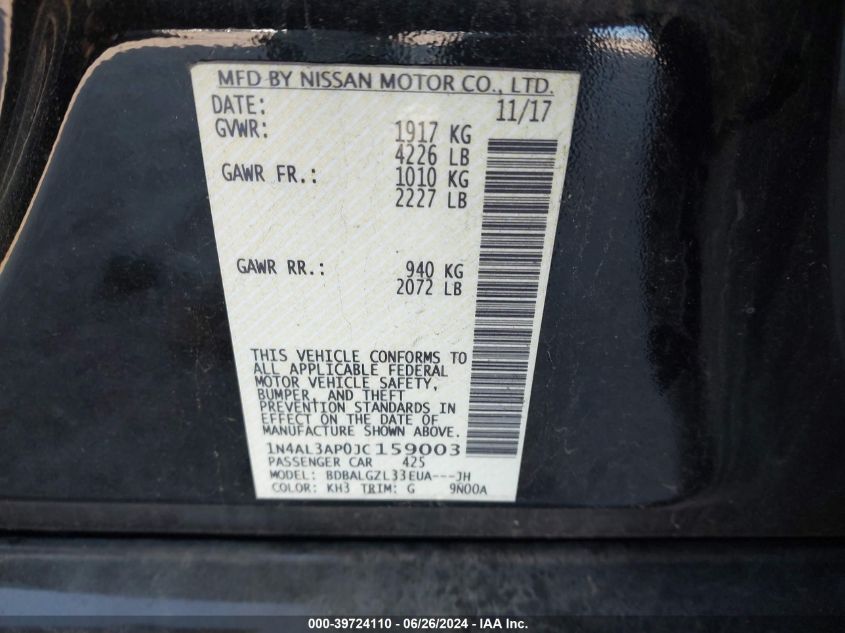 MFD BY NISSAN MOTOR CO., LTD.
DATE: 11/17
GVWR: 1917 KG
4226 LB
GAWR FR.: 1010 KG
2227 LB
GAWR RR.: 940 KG
2072 LB
THIS VEHICLE CONFORMS TO
ALL APPLICABLE FEDERAL
MOTOR VEHICLE SAFETY,
BUMPER, AND THEFT
PREVENTION STANDARDS IN
EFFECT ON THE DATE OF
MANUFACTURE SHOWN ABOVE.
1N4AL3AP0JC159003
PASSENGER CAR 425
MODEL: BDBALGZL33EUA---JH
COLOR: KH3 TRIM: G 9N00A
000-39724110 - 06/26/2024 - IAA Inc.